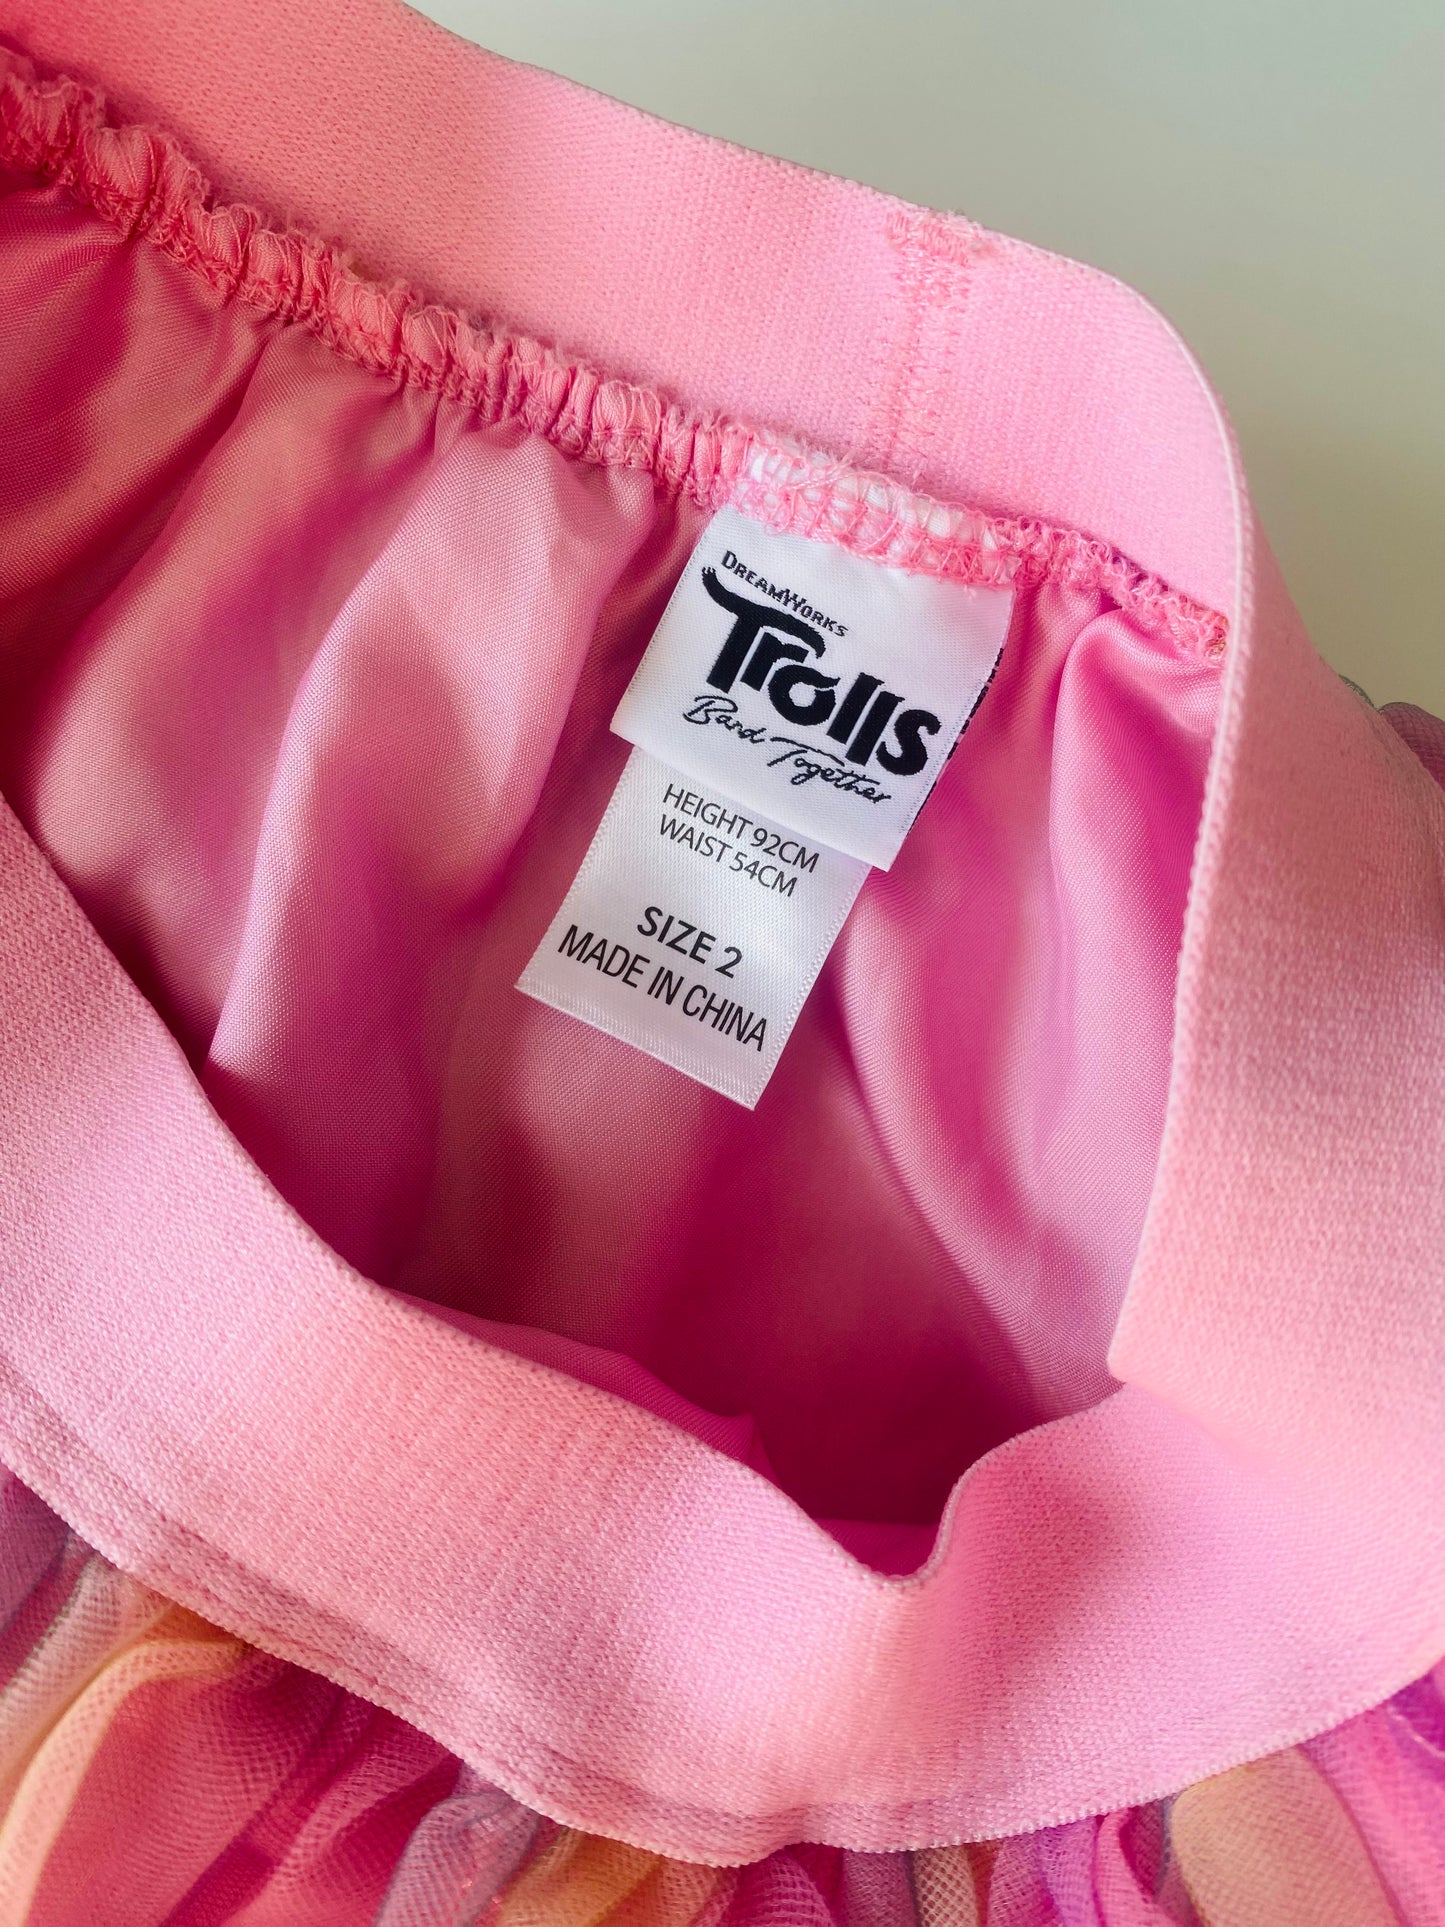 DREAMWORKS
Trolls
Band Together
HEIGHT 92CM
WAIST 54CM
SIZE 2
MADE IN CHINA